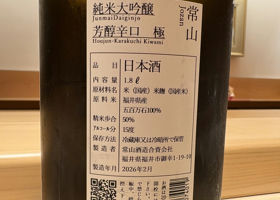 純米大吟醸
JunmaiDaiginjo
芳醇辛口 極
Houjun-Karakuchi Kiwami
常山
jozan
品目 日本酒
内容量 1.8ℓ
原材料名 米(国産) 米麹(国産米)
原料米 福井県産
五百万石100%
精米歩合 50%
アルコール分 15度
保存方法 冷蔵庫又は冷暗所で保管
製造者 常山酒造合資会社
福井県福井市御幸1-19-10
製造年月 2026年2月